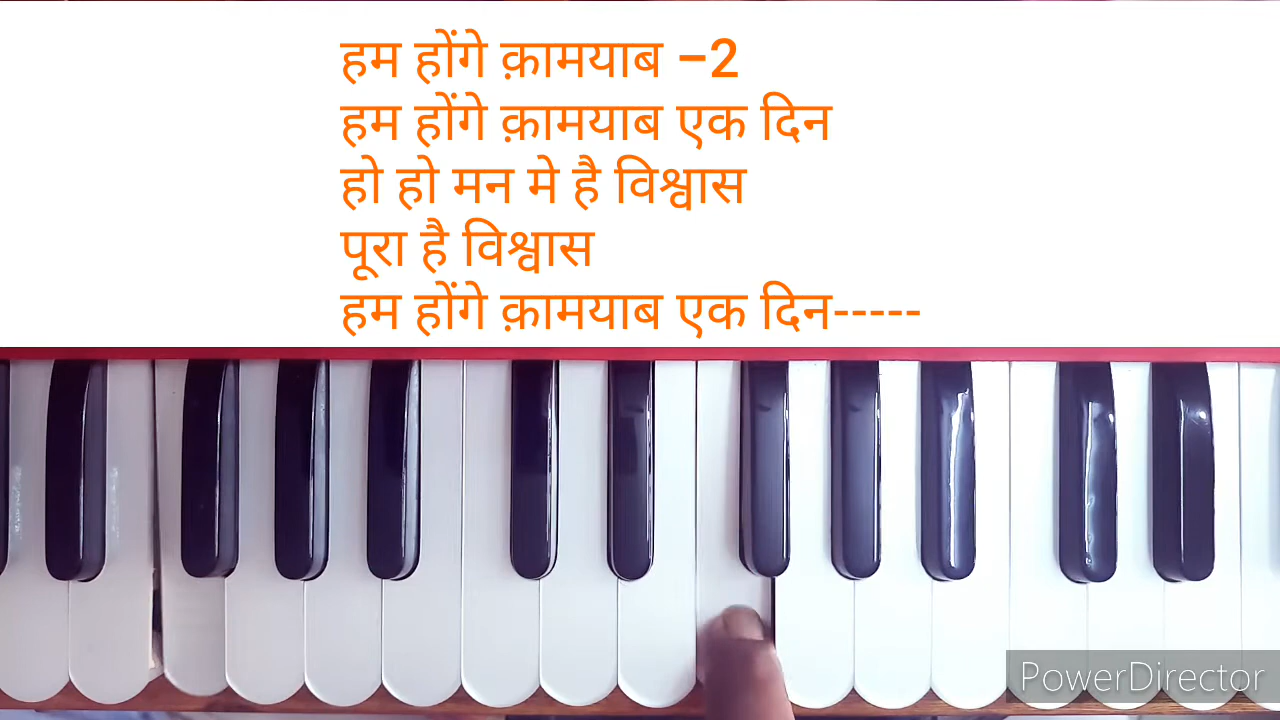 हम होंगे क़ामयाब –2
हम होंगे क़ामयाब एक दिन
हो हो मन मे है विश्वास
पूरा है विश्वास
हम होंगे क़ामयाब एक दिन-----
PowerDirector